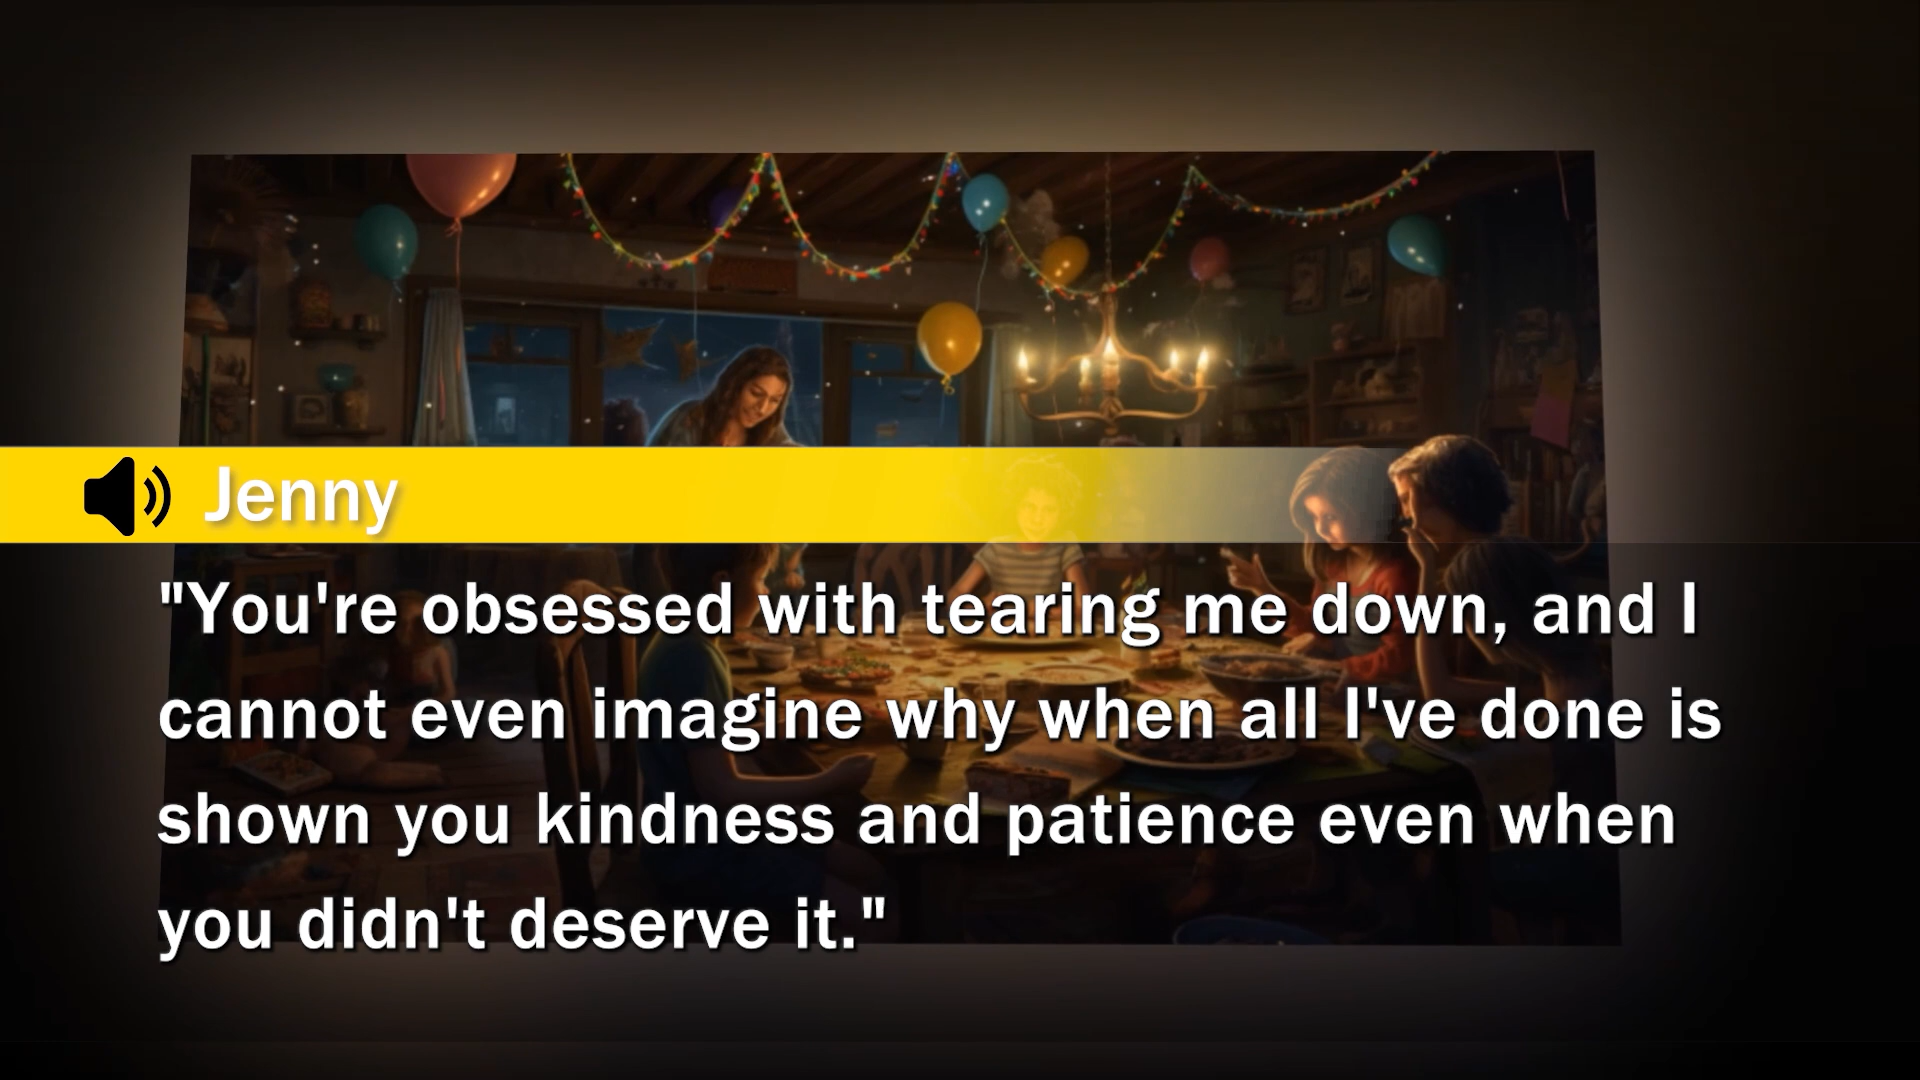 Jenny
"You're obsessed with tearing me down, and I
cannot even imagine why when all I've done is
shown you kindness and patience even when
you didn't deserve it."